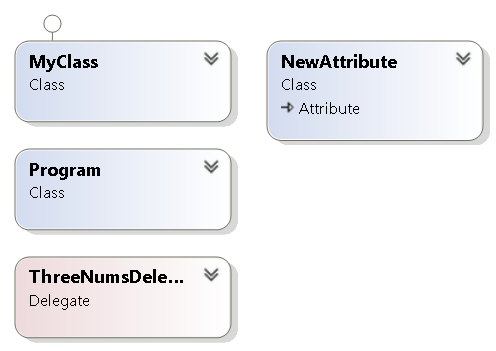 MyClass
Class
NewAttribute
Class
Attribute
Program
Class
ThreeNumsDele...
Delegate